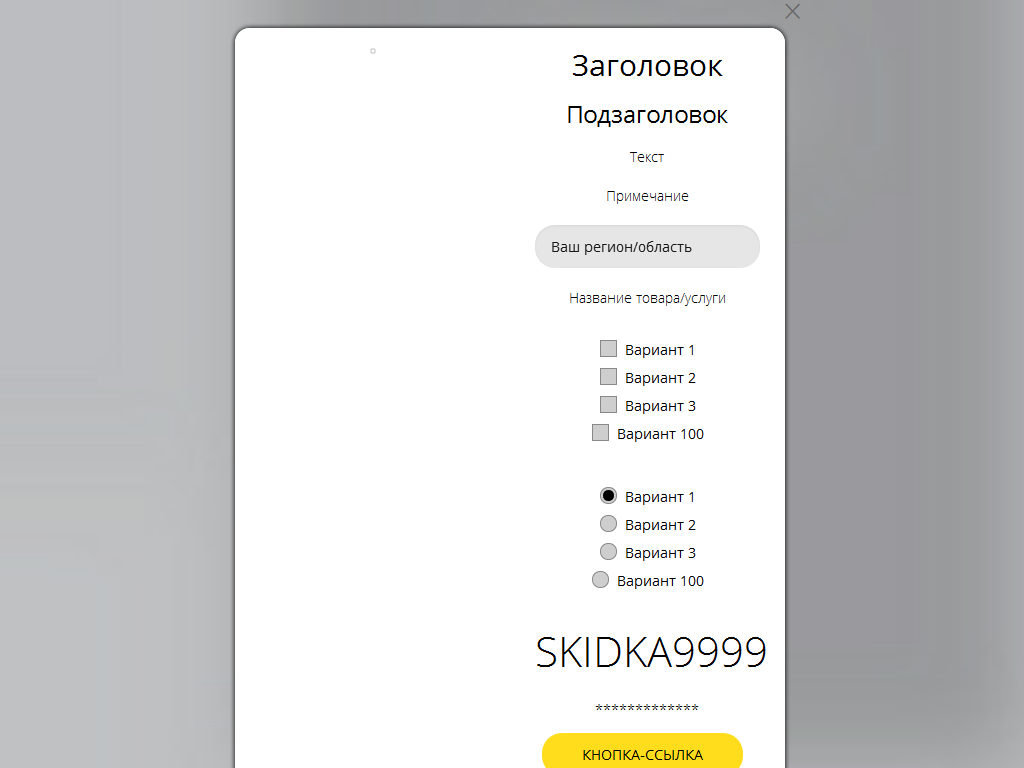 Заголовок
Подзаголовок
Текст
Примечание
Ваш регион/область
Название товара/услуги
Вариант 1
Вариант 2
Вариант 3
Вариант 100
Вариант 1
Вариант 2
Вариант 3
Вариант 100
SKIDKA9999
*************
КНОПКА-ССЫЛКА